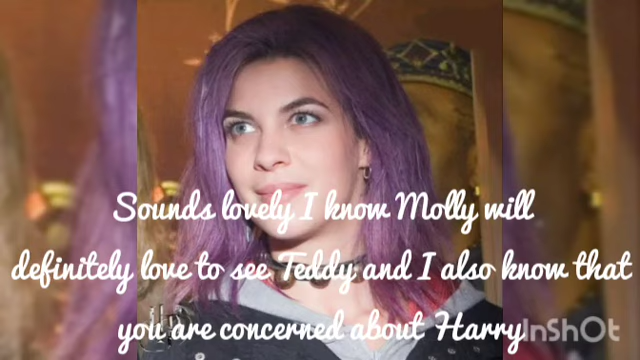 Sounds lovely I know Molly will
definitely love to see Teddy and I also know that
you are concerned about Harry
InShOt